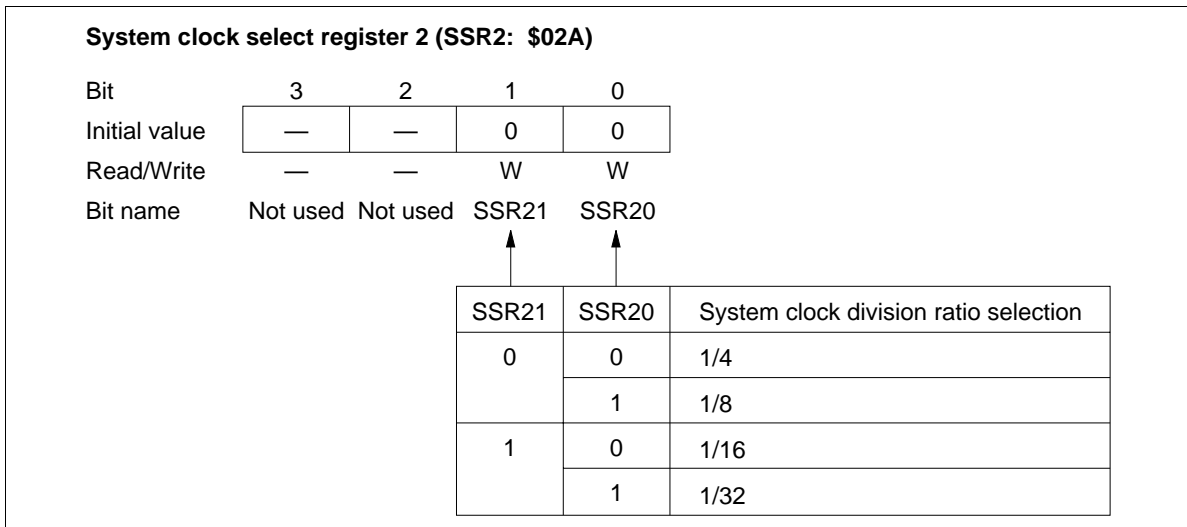 System clock select register 2 (SSR2: $02A)
Bit 3 2 1 0
Initial value — — 0 0
Read/Write — — W W
Bit name Not used Not used SSR21 SSR20
SSR21 SSR20 System clock division ratio selection
0 0 1/4
1 1/8
1 0 1/16
1 1/32